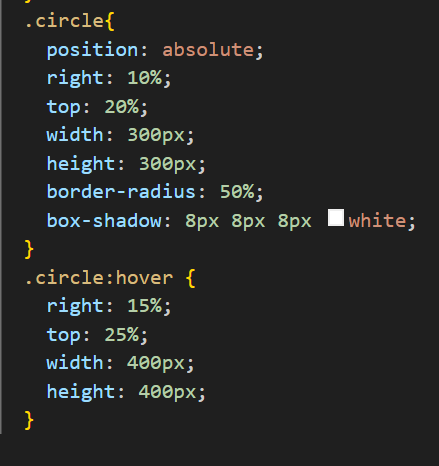 .circle{
  position: absolute;
  right: 10%;
  top: 20%;
  width: 300px;
  height: 300px;
  border-radius: 50%;
  box-shadow: 8px 8px 8px white;
}
.circle:hover {
  right: 15%;
  top: 25%;
  width: 400px;
  height: 400px;
}